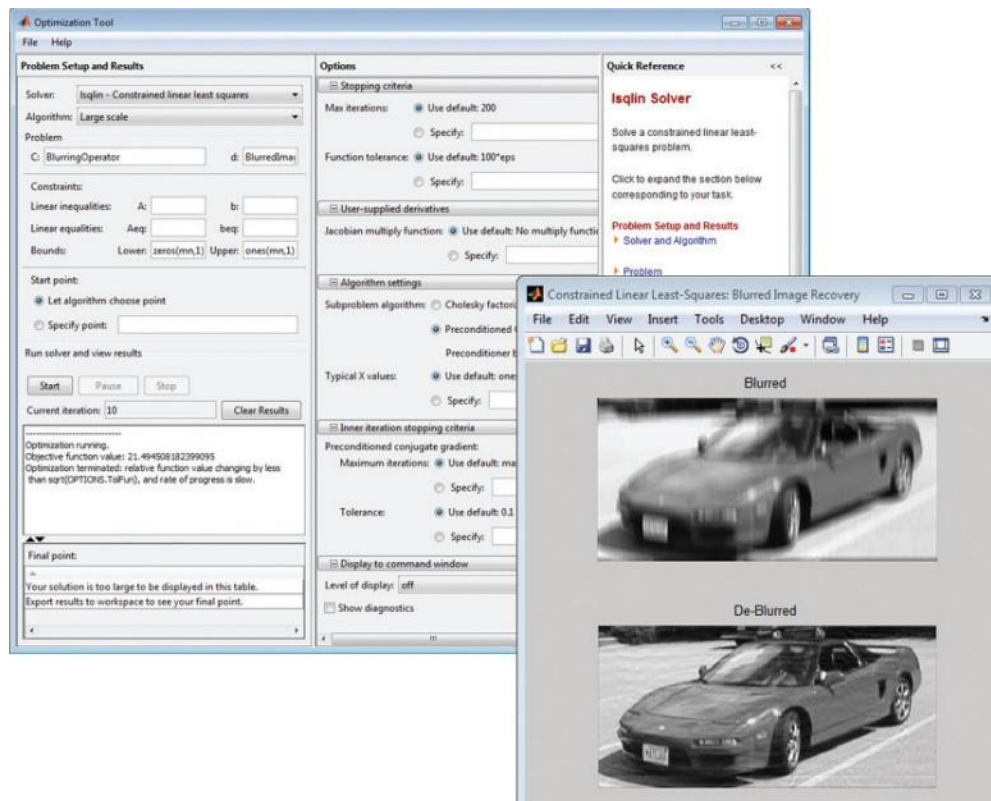 Optimization Tool
File Help
Problem Setup and Results
Solver: lsqlin - Constrained linear least squares
Algorithm: Large scale
Problem
C: BlurringOperator d: BlurredImag
Constraints:
Linear inequalities: A: b:
Linear equalities: Aeq: beq:
Bounds: Lower: zeros(mn,1) Upper: ones(mn,1)
Start point:
Let algorithm choose point
Specify point:
Run solver and view results
Start Pause Stop
Current iteration: 10 Clear Results
Optimization running.
Objective function value: 21.494508182399095
Optimization terminated: relative function value changing by less
than sqrt(OPTIONS.TolFun), and rate of progress is slow.
Final point:
Your solution is too large to be displayed in this table.
Export results to workspace to see your final point.
Options
Stopping criteria
Max iterations: Use default: 200
Specify:
Function tolerance: Use default: 100*eps
Specify:
User-supplied derivatives
Jacobian multiply function: Use default: No multiply functi
Specify:
Algorithm settings
Subproblem algorithm: Cholesky factori
Preconditioned
Preconditioner b
Typical X values: Use default: one
Specify:
Inner iteration stopping criteria
Preconditioned conjugate gradient:
Maximum iterations: Use default: ma
Specify:
Tolerance: Use default: 0.1
Specify:
Display to command window
Level of display: off
Show diagnostics
Quick Reference <<
lsqlin Solver
Solve a constrained linear least-
squares problem.
Click to expand the section below
corresponding to your task.
Problem Setup and Results
Solver and Algorithm
Problem
Constrained Linear Least-Squares: Blurred Image Recovery
File Edit View Insert Tools Desktop Window Help
Blurred
De-Blurred
MATLAB